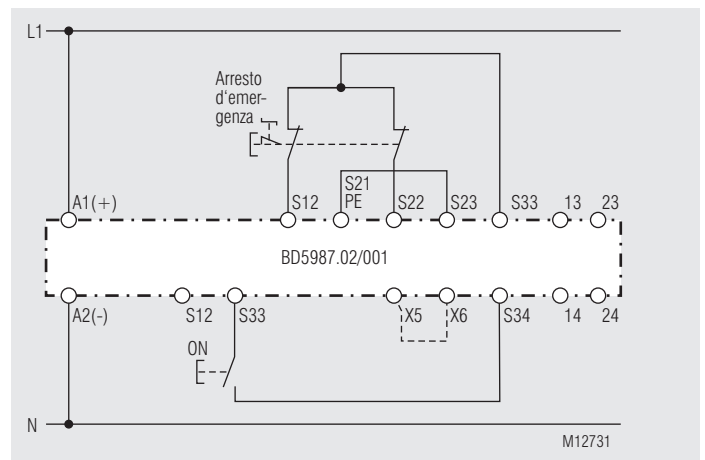 L1
Arresto
d'emer-
genza
A1(+)
S12
S21
PE
S22
S23
S33
13
23
BD5987.02/001
A2(-)
S12
S33
X5
X6
S34
14
24
ON
N
M12731